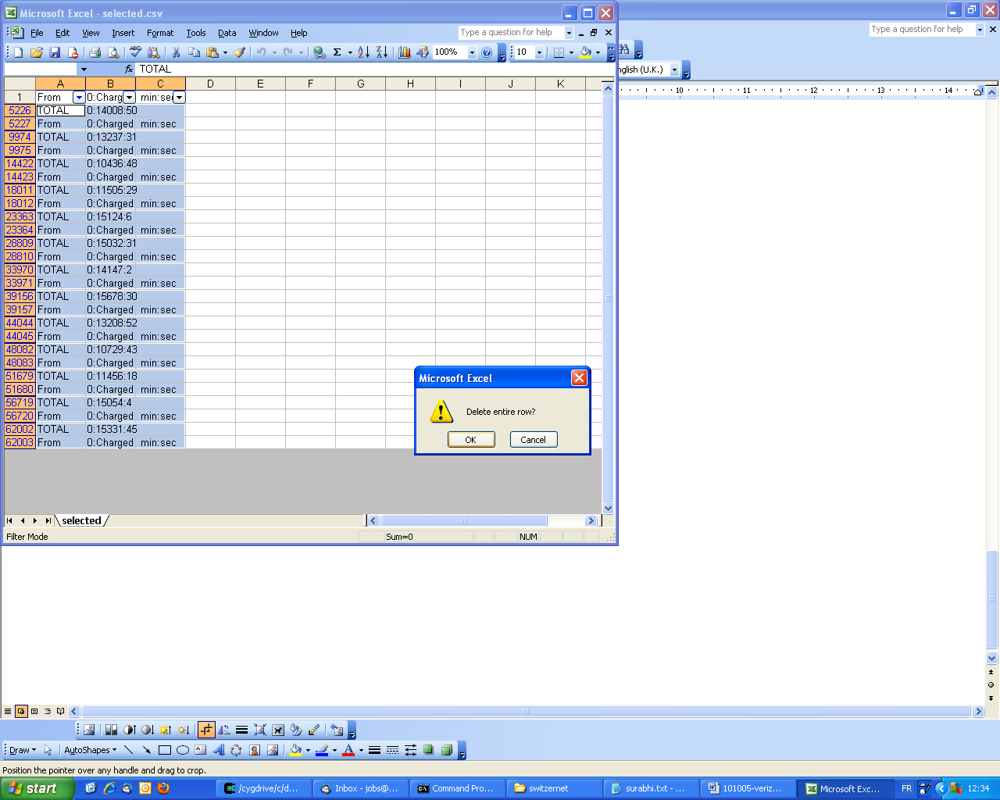 Microsoft Excel - selected.csv
File Edit View Insert Format Tools Data Window Help Type a question for help
Type a question for help
100% 10
nglish (U.K.)
fx TOTAL
10 11 12 13 14
A B C D E F G H I J K
1 From 0:Charg min:se
5226 TOTAL 0:14008:50
5227 From 0:Charged min:sec
9974 TOTAL 0:13237:31
9975 From 0:Charged min:sec
14422 TOTAL 0:10436:48
14423 From 0:Charged min:sec
18011 TOTAL 0:11505:29
18012 From 0:Charged min:sec
23363 TOTAL 0:15124:6
23364 From 0:Charged min:sec
28809 TOTAL 0:15032:31
28810 From 0:Charged min:sec
33970 TOTAL 0:14147:2
33971 From 0:Charged min:sec
39156 TOTAL 0:15678:30
39157 From 0:Charged min:sec
44044 TOTAL 0:13208:52
44045 From 0:Charged min:sec
48082 TOTAL 0:10729:43
48083 From 0:Charged min:sec
51679 TOTAL 0:11456:18
51680 From 0:Charged min:sec
56719 TOTAL 0:15054:4
56720 From 0:Charged min:sec
62002 TOTAL 0:15331:45
62003 From 0:Charged min:sec
Microsoft Excel
Delete entire row?
OK Cancel
selected
Filter Mode Sum=0 NUM
Draw AutoShapes
Position the pointer over any handle and drag to crop.
start /cygdrive/c/d... Inbox - jobs@... Command Pro... switzernet surabhi.txt - ... 101005-veriz... Microsoft Exc... FR 12:34